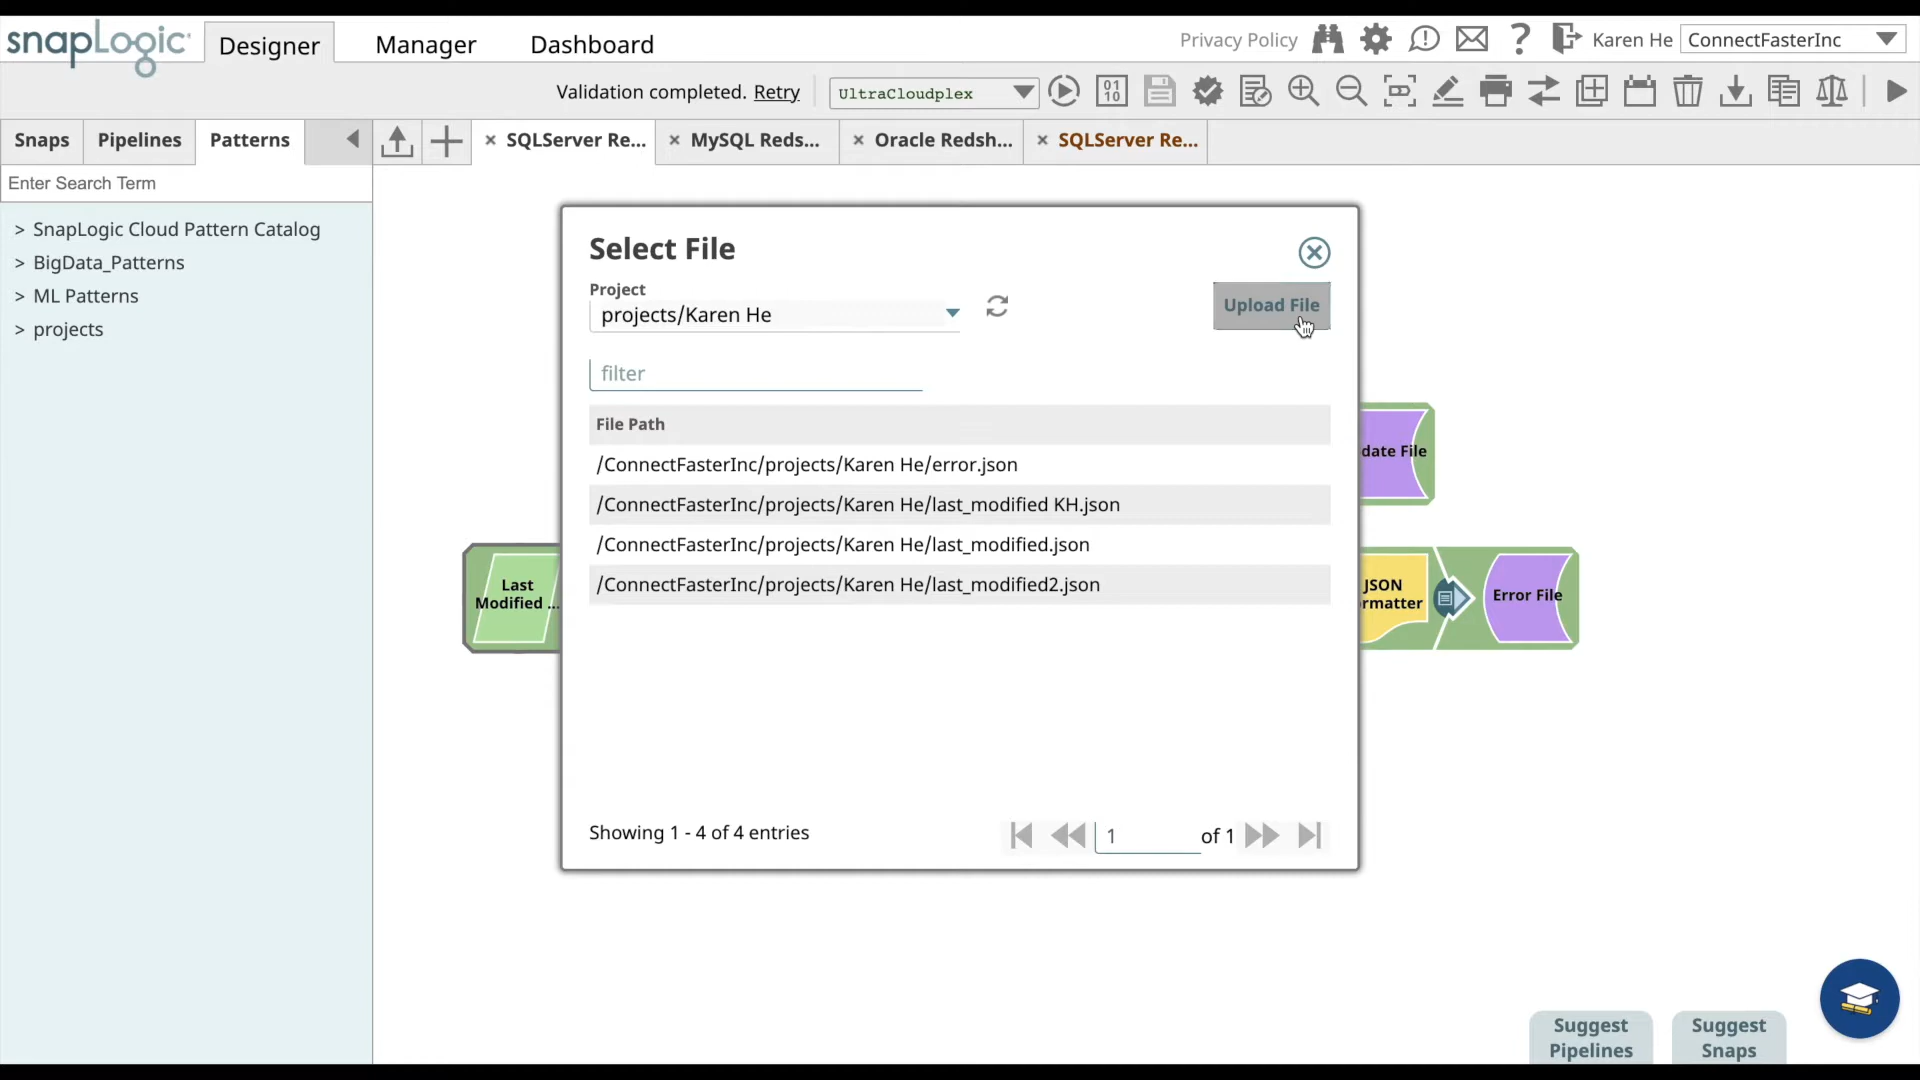 snapLogic
Designer
Manager
Dashboard
Privacy Policy
Karen He
ConnectFasterInc
Validation completed. Retry
UltraCloudplex
01
10
Snaps
Pipelines
Patterns
× SQLServer Re...
× MySQL Reds...
× Oracle Redsh...
× SQLServer Re...
Enter Search Term
> SnapLogic Cloud Pattern Catalog
> BigData_Patterns
> ML Patterns
> projects
Select File
Project
projects/Karen He
Upload File
filter
File Path
/ConnectFasterInc/projects/Karen He/error.json
/ConnectFasterInc/projects/Karen He/last_modified KH.json
/ConnectFasterInc/projects/Karen He/last_modified.json
/ConnectFasterInc/projects/Karen He/last_modified2.json
Showing 1 - 4 of 4 entries
1
of 1
Last
Modified ...
date File
JSON
rmatter
Error File
Suggest
Pipelines
Suggest
Snaps